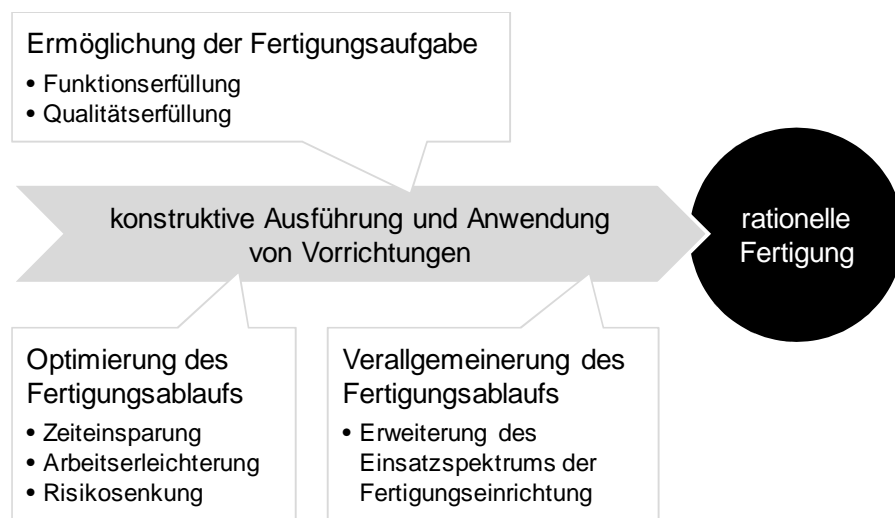 Ermöglichung der Fertigungsaufgabe
• Funktionserfüllung
• Qualitätserfüllung
konstruktive Ausführung und Anwendung
von Vorrichtungen
rationelle
Fertigung
Optimierung des
Fertigungsablaufs
• Zeiteinsparung
• Arbeitserleichterung
• Risikosenkung
Verallgemeinerung des
Fertigungsablaufs
• Erweiterung des
Einsatzspektrums der
Fertigungseinrichtung